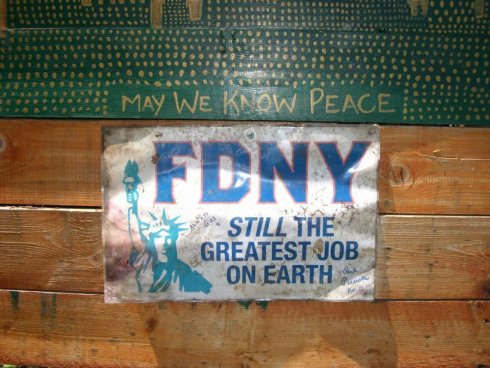 MAY WE KNOW PEACE
FDNY
STILL THE
GREATEST JOB
ON EARTH